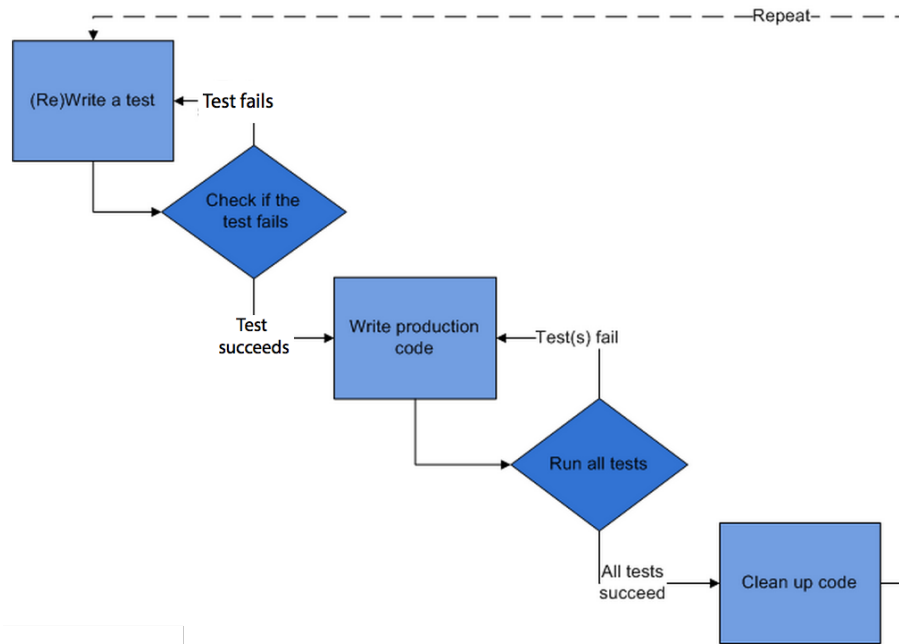 Repeat
(Re)Write a test
Test fails
Check if the
test fails
Test
succeeds
Write production
code
Test(s) fail
Run all tests
All tests
succeed
Clean up code